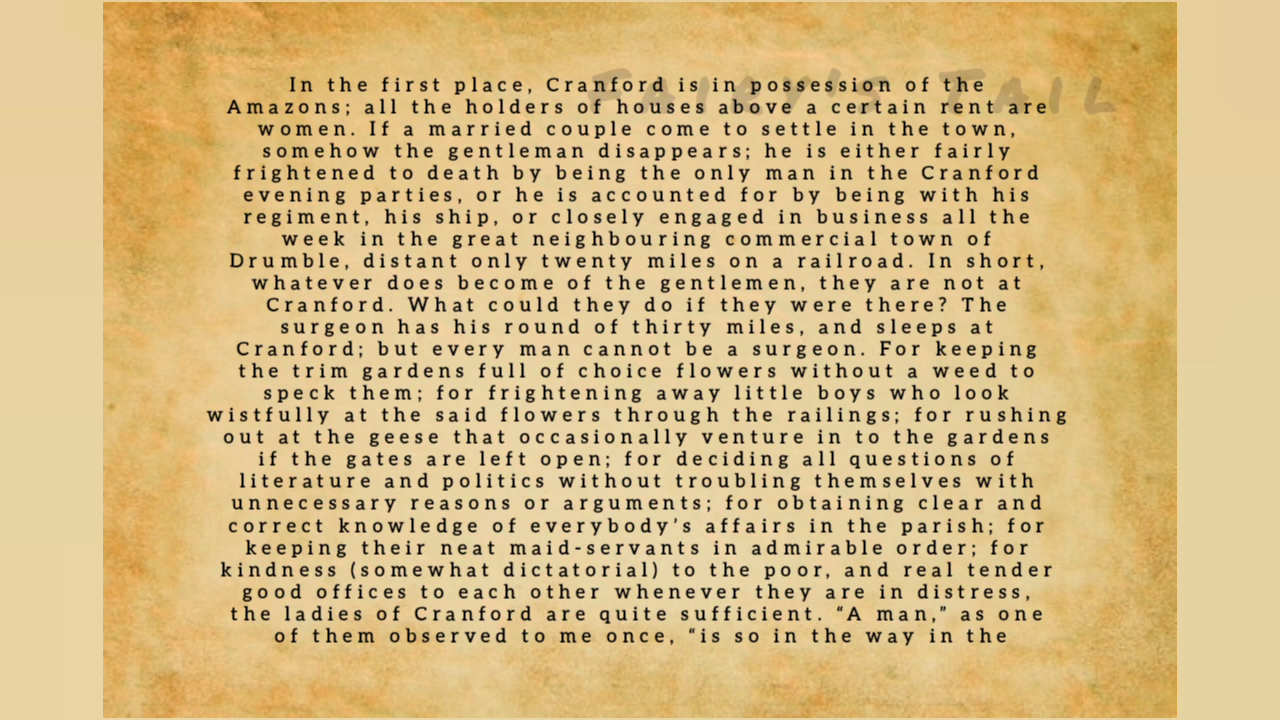 FAIRY'S TAIL
In the first place, Cranford is in possession of the
Amazons; all the holders of houses above a certain rent are
women. If a married couple come to settle in the town,
somehow the gentleman disappears; he is either fairly
frightened to death by being the only man in the Cranford
evening parties, or he is accounted for by being with his
regiment, his ship, or closely engaged in business all the
week in the great neighbouring commercial town of
Drumble, distant only twenty miles on a railroad. In short,
whatever does become of the gentlemen, they are not at
Cranford. What could they do if they were there? The
surgeon has his round of thirty miles, and sleeps at
Cranford; but every man cannot be a surgeon. For keeping
the trim gardens full of choice flowers without a weed to
speck them; for frightening away little boys who look
wistfully at the said flowers through the railings; for rushing
out at the geese that occasionally venture in to the gardens
if the gates are left open; for deciding all questions of
literature and politics without troubling themselves with
unnecessary reasons or arguments; for obtaining clear and
correct knowledge of everybody’s affairs in the parish; for
keeping their neat maid-servants in admirable order; for
kindness (somewhat dictatorial) to the poor, and real tender
good offices to each other whenever they are in distress,
the ladies of Cranford are quite sufficient. “A man,” as one
of them observed to me once, “is so in the way in the